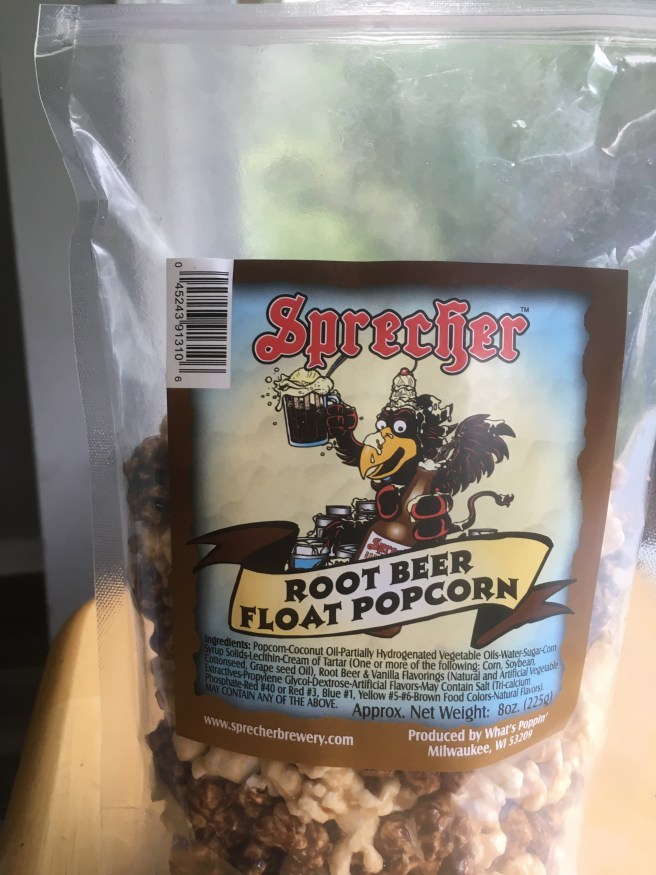 Sprecher™
ROOT BEER
FLOAT POPCORN
Ingredients: Popcorn-Coconut Oil-Partially Hydrogenated Vegetable Oils-Water-Sugar-Corn
Syrup Solids-Lecithin-Cream of Tartar (One or more of the following: Corn, Soybean,
Cottonseed, Grape seed Oil), Root Beer & Vanilla Flavorings (Natural and Artificial Vegetable
Extractives-Propylene Glycol-Dextrose-Artificial Flavors-May Contain Salt (Tri-calcium
Phosphate-Red #40 or Red #3, Blue #1, Yellow #5-#6-Brown Food Colors-Natural Flavors).
MAY CONTAIN ANY OF THE ABOVE.
Approx. Net Weight: 8oz. (225g)
www.sprecherbrewery.com
Produced by What's Poppin'
Milwaukee, WI 53209
0 45243 91310 6